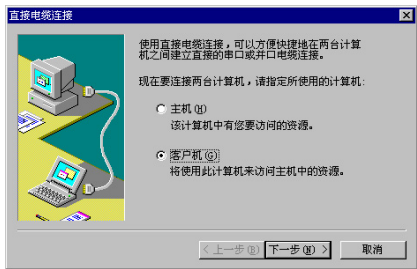 直接电缆连接
使用直接电缆连接，可以方便快捷地在两台计算
机之间建立直接的串口或并口电缆连接。
现在要连接两台计算机，请指定所使用的计算机:
主机(H)
该计算机中有您要访问的资源。
客户机(G)
将使用此计算机来访问主机中的资源。
< 上一步(B) 下一步(N) > 取消